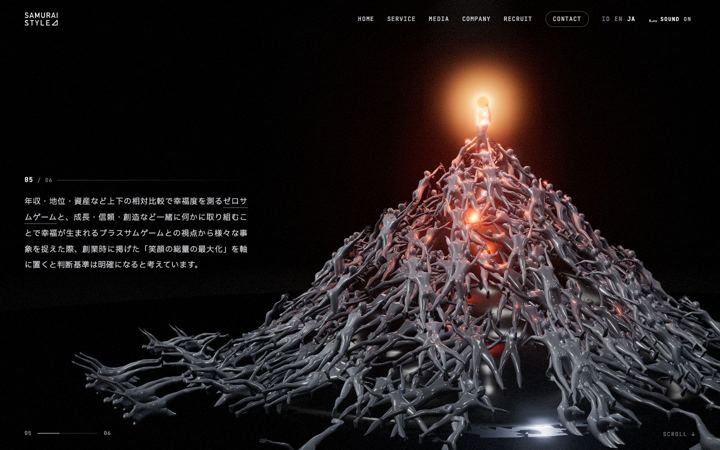 SAMURAI
STYLE
HOME SERVICE MEDIA COMPANY RECRUIT CONTACT ID EN JA SOUND ON
05 / 06
年収・地位・資産など上下の相対比較で幸福度を測るゼロサ
ムゲームと、成長・信頼・創造など一緒に何かに取り組むこ
とで幸福が生まれるプラスサムゲームとの視点から様々な事
象を捉えた際、創業時に掲げた「笑顔の総量の最大化」を軸
に置くと判断基準は明確になると考えています。
05 06
SCROLL ↓